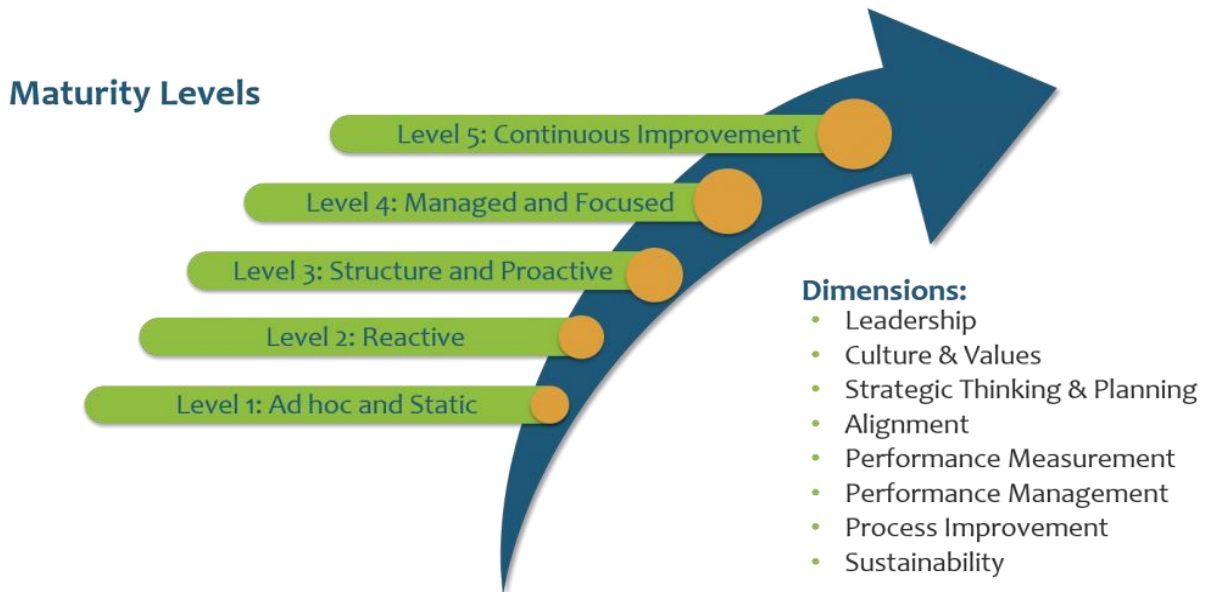 Maturity Levels
Level 5: Continuous Improvement
Level 4: Managed and Focused
Level 3: Structure and Proactive
Level 2: Reactive
Level 1: Ad hoc and Static
Dimensions:
• Leadership
• Culture & Values
• Strategic Thinking & Planning
• Alignment
• Performance Measurement
• Performance Management
• Process Improvement
• Sustainability